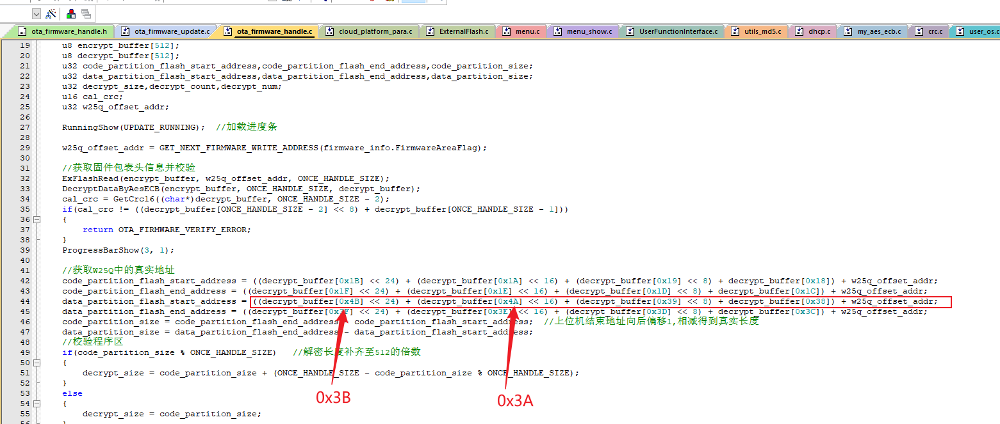 ota_firmware_handle.h ota_firmware_update.c ota_firmware_handle.c cloud_platform_para.c ExternalFlash.c menu.c menu_show.c UserFunctionInterface.c utils_md5.c dhcp.c my_aes_ecb.c crc.c user_os.c
19 u8 encrypt_buffer[512];
20 u8 decrypt_buffer[512];
21 u32 code_partition_flash_start_address,code_partition_flash_end_address,code_partition_size;
22 u32 data_partition_flash_start_address,data_partition_flash_end_address,data_partition_size;
23 u32 decrypt_size,decrypt_count,decrypt_num;
24 u16 cal_crc;
25 u32 w25q_offset_addr;
26
27 RunningShow(UPDATE_RUNNING); //加载进度条
28
29 w25q_offset_addr = GET_NEXT_FIRMWARE_WRITE_ADDRESS(firmware_info.FirmwareAreaFlag);
30
31 //获取固件包表头信息并校验
32 ExFlashRead(encrypt_buffer, w25q_offset_addr, ONCE_HANDLE_SIZE);
33 DecryptDataByAesECB(encrypt_buffer, ONCE_HANDLE_SIZE, decrypt_buffer);
34 cal_crc = GetCrc16((char*)decrypt_buffer, ONCE_HANDLE_SIZE - 2);
35 if(cal_crc != ((decrypt_buffer[ONCE_HANDLE_SIZE - 2] << 8) + decrypt_buffer[ONCE_HANDLE_SIZE - 1]))
36 {
37 return OTA_FIRMWARE_VERIFY_ERROR;
38 }
39 ProgressBarShow(3, 1);
40
41 //获取W25Q中的真实地址
42 code_partition_flash_start_address = ((decrypt_buffer[0x1B] << 24) + (decrypt_buffer[0x1A] << 16) + (decrypt_buffer[0x19] << 8) + decrypt_buffer[0x18]) + w25q_offset_addr;
43 code_partition_flash_end_address = ((decrypt_buffer[0x1F] << 24) + (decrypt_buffer[0x1E] << 16) + (decrypt_buffer[0x1D] << 8) + decrypt_buffer[0x1C]) + w25q_offset_addr;
44 data_partition_flash_start_address = ((decrypt_buffer[0x4B] << 24) + (decrypt_buffer[0x4A] << 16) + (decrypt_buffer[0x39] << 8) + decrypt_buffer[0x38]) + w25q_offset_addr;
45 data_partition_flash_end_address = ((decrypt_buffer[0x3F] << 24) + (decrypt_buffer[0x3E] << 16) + (decrypt_buffer[0x3D] << 8) + decrypt_buffer[0x3C]) + w25q_offset_addr;
46 code_partition_size = code_partition_flash_end_address - code_partition_flash_start_address; //上位机结束地址向后偏移1,相减得到真实长度
47 data_partition_size = data_partition_flash_end_address - data_partition_flash_start_address;
48 //校验程序区
49 if(code_partition_size % ONCE_HANDLE_SIZE) //解密长度补齐至512的倍数
50 {
51 decrypt_size = code_partition_size + (ONCE_HANDLE_SIZE - code_partition_size % ONCE_HANDLE_SIZE);
52 }
53 else
54 {
55 decrypt_size = code_partition_size;
56 }
0x3B
0x3A